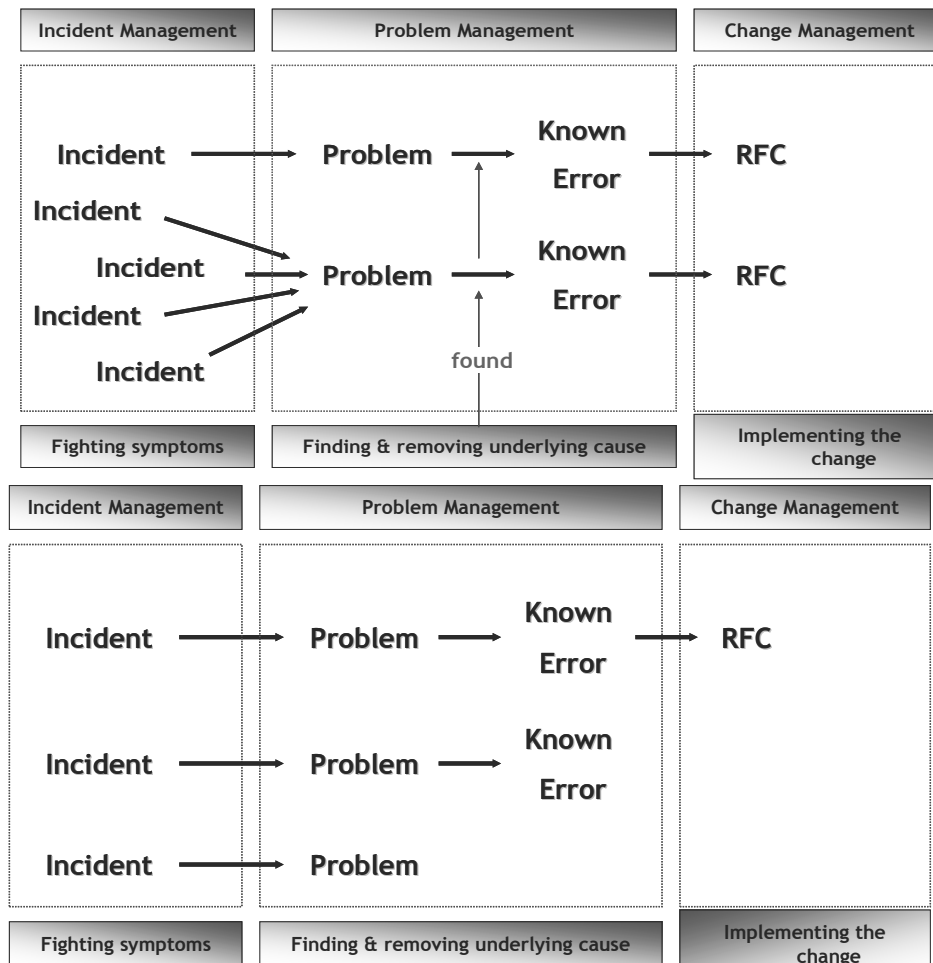 Incident Management
Problem Management
Change Management
Incident
Problem
Known
Error
RFC
Incident
Incident
Problem
Known
Error
RFC
Incident
Incident
found
Fighting symptoms
Finding & removing underlying cause
Implementing the
change
Incident Management
Problem Management
Change Management
Incident
Problem
Known
Error
RFC
Incident
Problem
Known
Error
Incident
Problem
Fighting symptoms
Finding & removing underlying cause
Implementing the
change